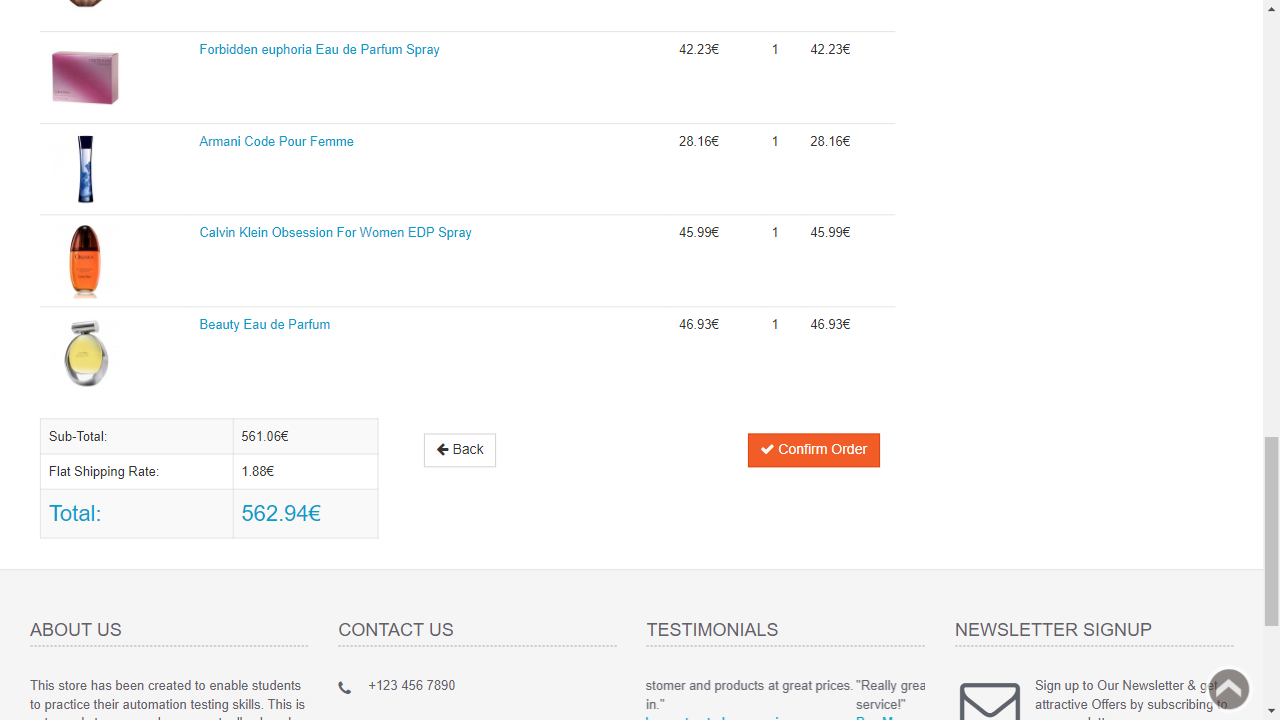 Forbidden euphoria Eau de Parfum Spray 42.23€ 1 42.23€
Armani Code Pour Femme 28.16€ 1 28.16€
Calvin Klein Obsession For Women EDP Spray 45.99€ 1 45.99€
Beauty Eau de Parfum 46.93€ 1 46.93€
Sub-Total: 561.06€
Flat Shipping Rate: 1.88€
Total: 562.94€
Back
Confirm Order
ABOUT US
This store has been created to enable students
to practice their automation testing skills. This is
CONTACT US
+123 456 7890
TESTIMONIALS
stomer and products at great prices.
in."
"Really grea
service!"
NEWSLETTER SIGNUP
Sign up to Our Newsletter & get
attractive Offers by subscribing to